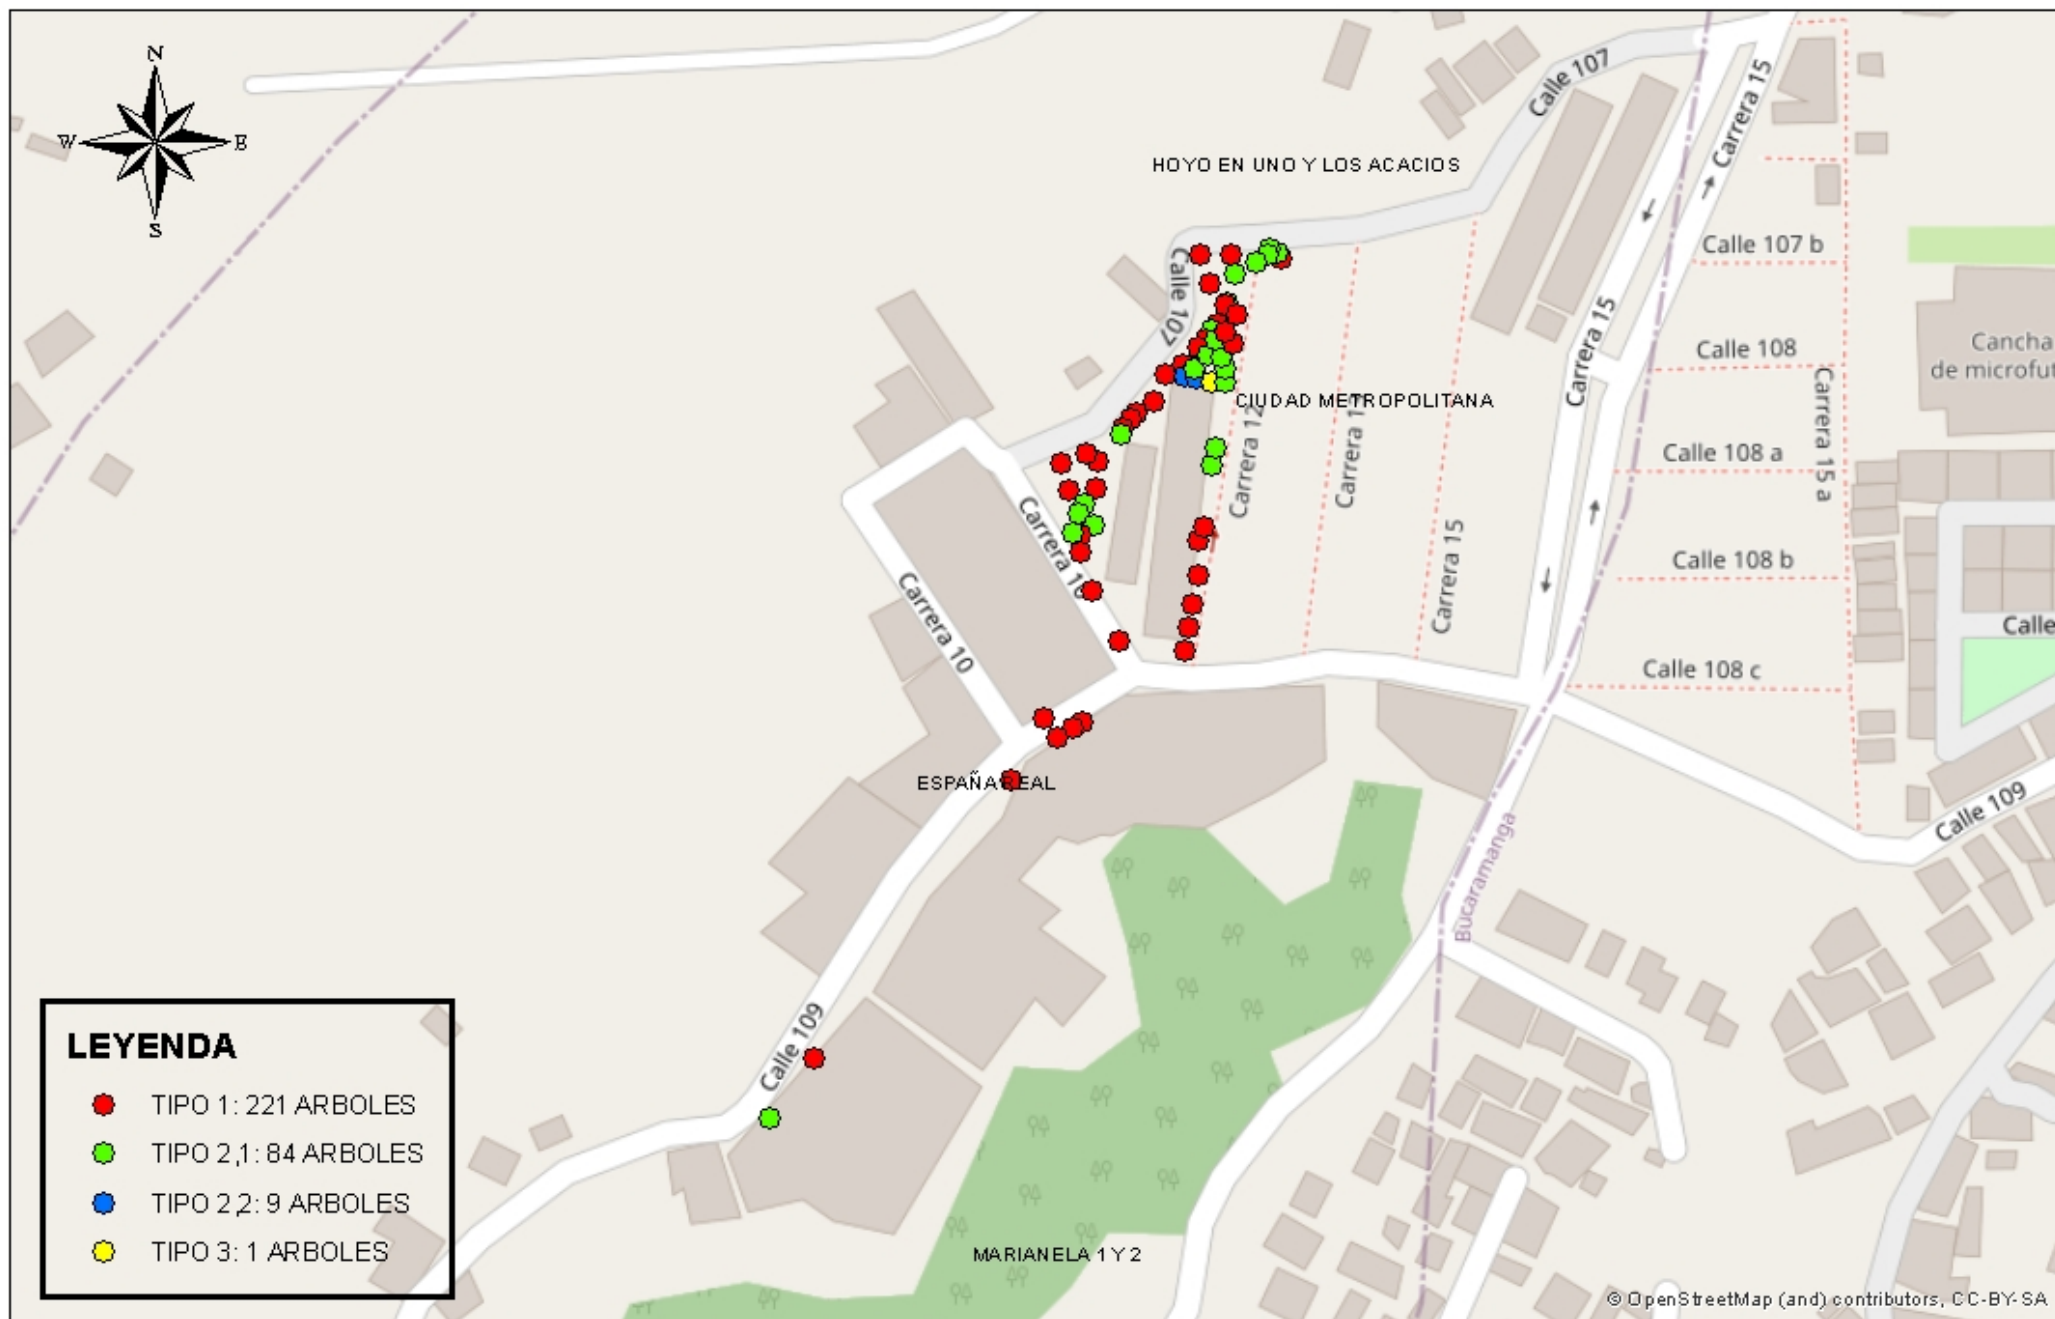 N
W E
S
Calle 107
Carrera 15
HOYO EN UNO Y LOS ACACIOS
Calle 107 b
Calle 107
Carrera 15
Calle 108
Cancha
de microfut
Carrera 15 a
CIUDAD METROPOLITANA
Carrera 12
Carrera 1
Calle 108 a
Carrera 15
Carrera 10
Calle 108 b
Carrera 10
Calle
Calle 108 c
ESPAÑA REAL
Calle 109
Bucaramanga
Calle 109
LEYENDA
TIPO 1: 221 ARBOLES
TIPO 2,1: 84 ARBOLES
TIPO 2,2: 9 ARBOLES
TIPO 3: 1 ARBOLES
MARIANELA 1 Y 2
© OpenStreetMap (and) contributors, CC-BY-SA